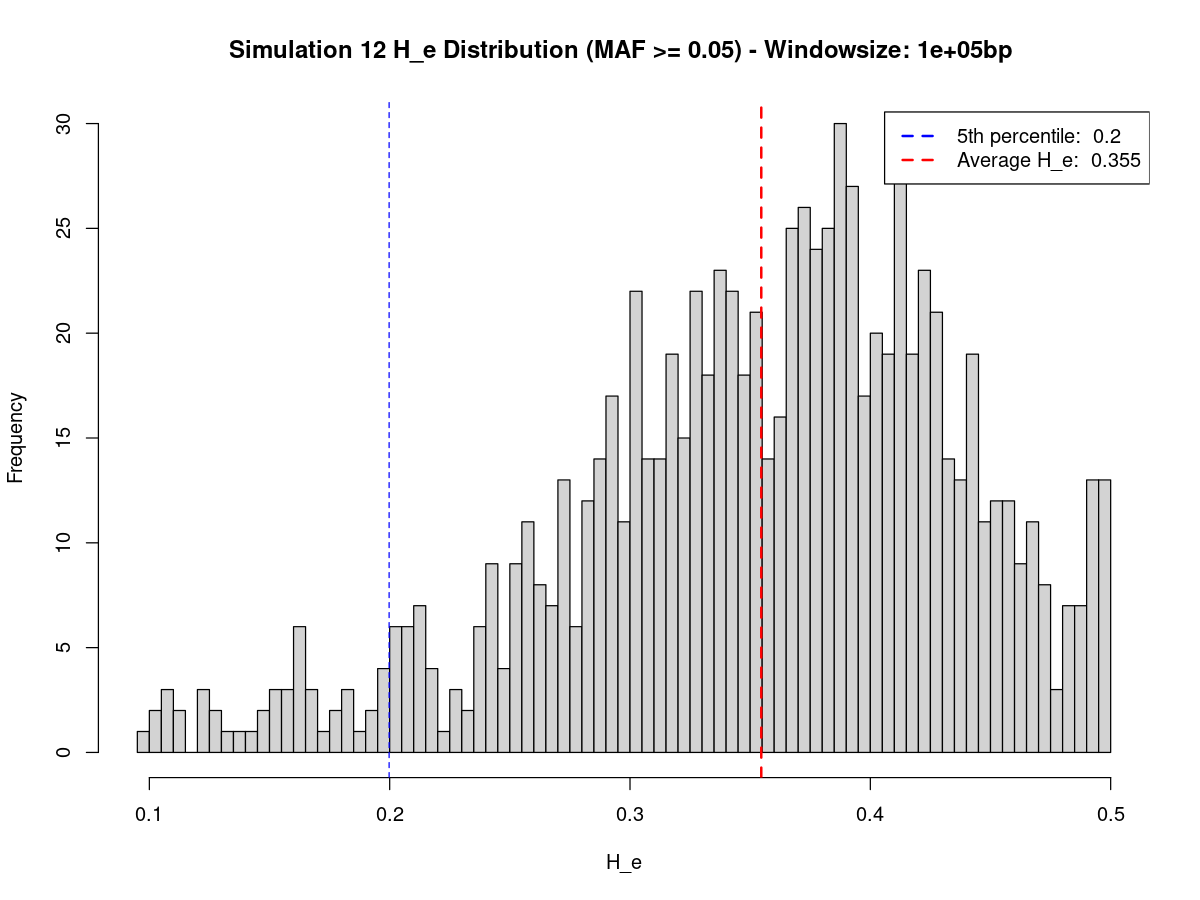 Simulation 12 H_e Distribution (MAF >= 0.05) - Windowsize: 1e+05bp
5th percentile: 0.2
Average H_e: 0.355
Frequency
30
25
20
15
10
5
0
0.1 0.2 0.3 0.4 0.5
H_e